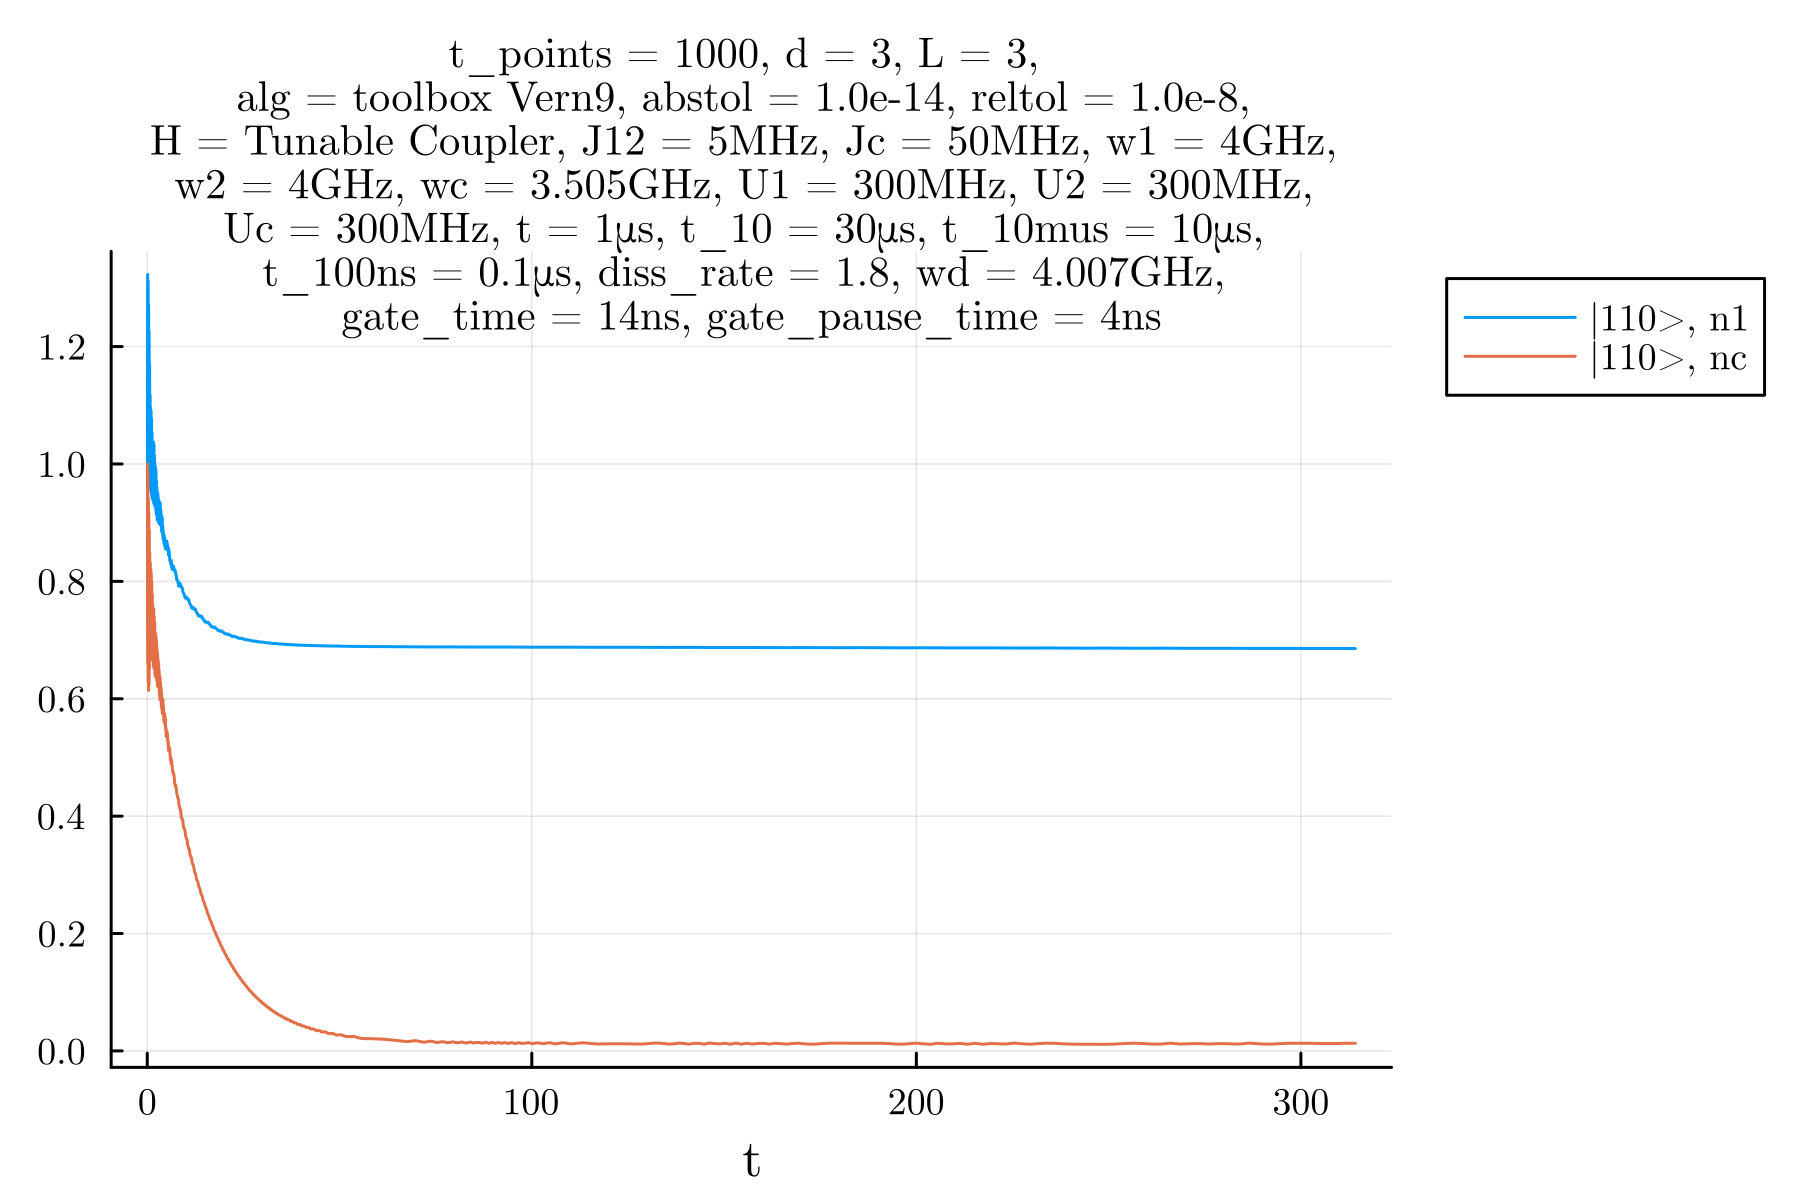 t_points = 1000, d = 3, L = 3,
alg = toolbox Vern9, abstol = 1.0e-14, reltol = 1.0e-8,
H = Tunable Coupler, J12 = 5MHz, Jc = 50MHz, w1 = 4GHz,
w2 = 4GHz, wc = 3.505GHz, U1 = 300MHz, U2 = 300MHz,
Uc = 300MHz, t = 1μs, t_10 = 30μs, t_10mus = 10μs,
t_100ns = 0.1μs, diss_rate = 1.8, wd = 4.007GHz,
gate_time = 14ns, gate_pause_time = 4ns
|110>, n1
|110>, nc
1.2
1.0
0.8
0.6
0.4
0.2
0.0
0 100 200 300
t